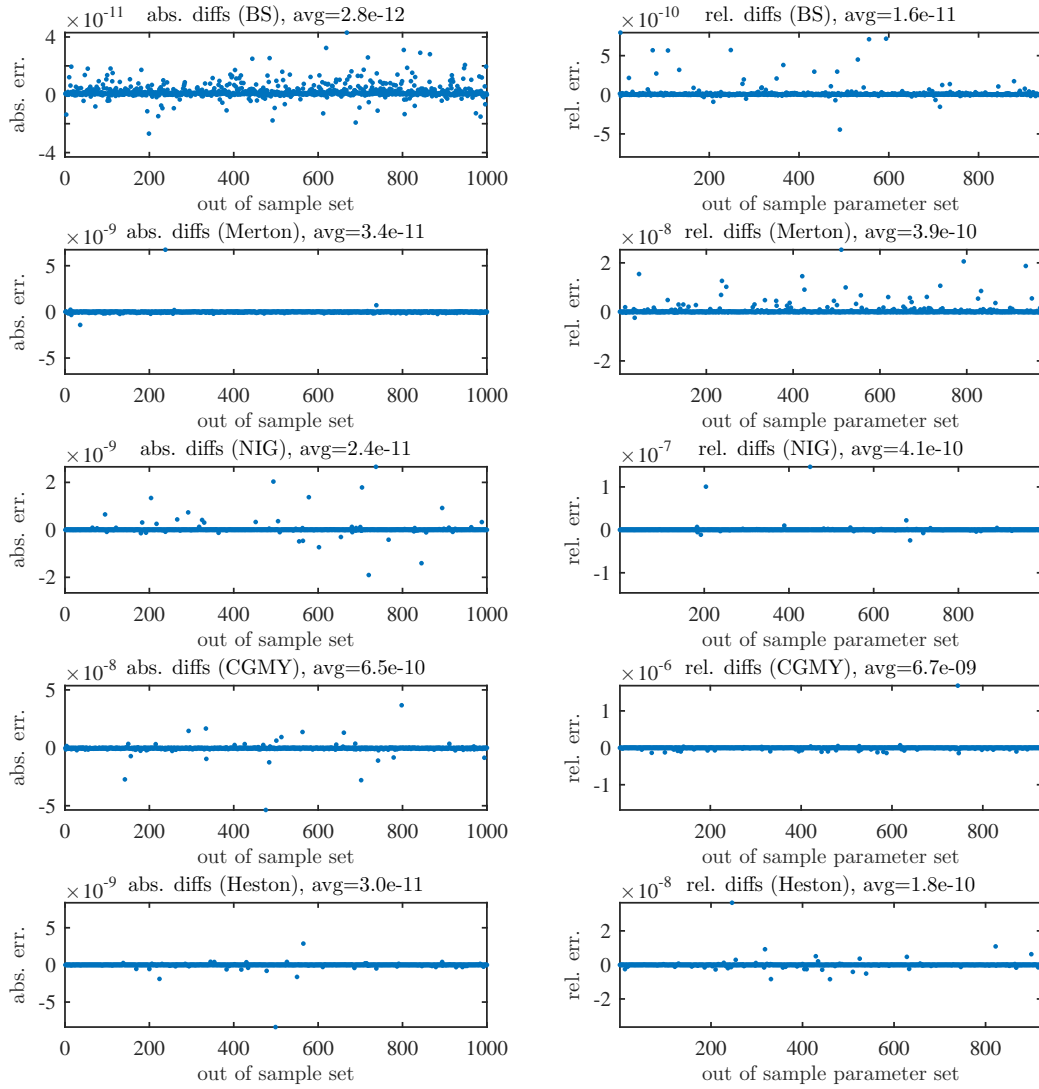 ×10⁻¹¹ abs. diffs (BS), avg=2.8e-12
abs. err.
4
0
-4
0 200 400 600 800 1000
out of sample set
×10⁻¹⁰ rel. diffs (BS), avg=1.6e-11
rel. err.
5
0
-5
200 400 600 800
out of sample parameter set
×10⁻⁹ abs. diffs (Merton), avg=3.4e-11
abs. err.
5
0
-5
0 200 400 600 800 1000
out of sample set
×10⁻⁸ rel. diffs (Merton), avg=3.9e-10
rel. err.
2
0
-2
200 400 600 800
out of sample parameter set
×10⁻⁹ abs. diffs (NIG), avg=2.4e-11
abs. err.
2
0
-2
0 200 400 600 800 1000
out of sample set
×10⁻⁷ rel. diffs (NIG), avg=4.1e-10
rel. err.
1
0
-1
200 400 600 800
out of sample parameter set
×10⁻⁸ abs. diffs (CGMY), avg=6.5e-10
abs. err.
5
0
-5
0 200 400 600 800 1000
out of sample set
×10⁻⁶ rel. diffs (CGMY), avg=6.7e-09
rel. err.
1
0
-1
200 400 600 800
out of sample parameter set
×10⁻⁹ abs. diffs (Heston), avg=3.0e-11
abs. err.
5
0
-5
0 200 400 600 800 1000
out of sample set
×10⁻⁸ rel. diffs (Heston), avg=1.8e-10
rel. err.
2
0
-2
200 400 600 800
out of sample parameter set